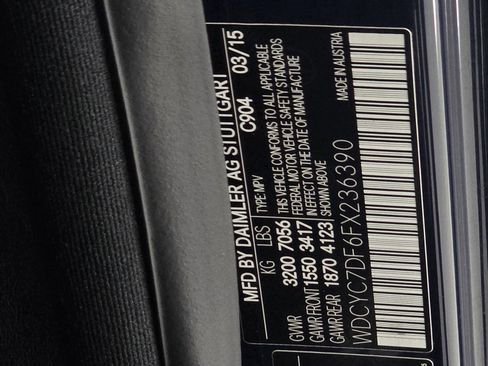 MFD BY DAIMLER AG STUTTGART
C904 03/15
KG LBS TYPE: MPV
GVWR 3200 7056 THIS VEHICLE CONFORMS TO ALL APPLICABLE
GAWR FRONT 1550 3417 FEDERAL MOTOR VEHICLE SAFETY STANDARDS
IN EFFECT ON THE DATE OF MANUFACTURE
GAWR REAR 1870 4123 SHOWN ABOVE
WDCYC7DF6FX236390
MADE IN AUSTRIA